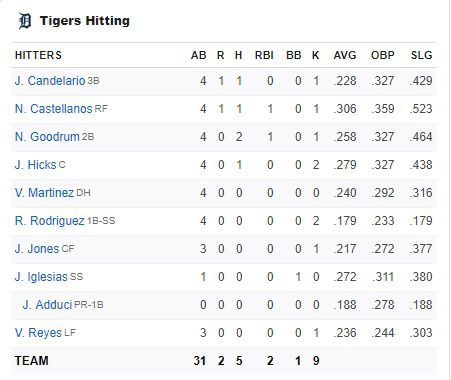 Tigers Hitting
HITTERS AB R H RBI BB K AVG OBP SLG
J. Candelario 3B 4 1 1 0 0 1 .228 .327 .429
N. Castellanos RF 4 1 1 1 0 1 .306 .359 .523
N. Goodrum 2B 4 0 2 1 0 1 .258 .327 .464
J. Hicks C 4 0 1 0 0 2 .279 .327 .438
V. Martinez DH 4 0 0 0 0 0 .240 .292 .316
R. Rodriguez 1B-SS 4 0 0 0 0 2 .179 .233 .179
J. Jones CF 3 0 0 0 0 1 .217 .272 .377
J. Iglesias SS 1 0 0 0 1 0 .272 .311 .380
J. Adduci PR-1B 0 0 0 0 0 0 .188 .278 .188
V. Reyes LF 3 0 0 0 0 1 .236 .244 .303
TEAM 31 2 5 2 1 9